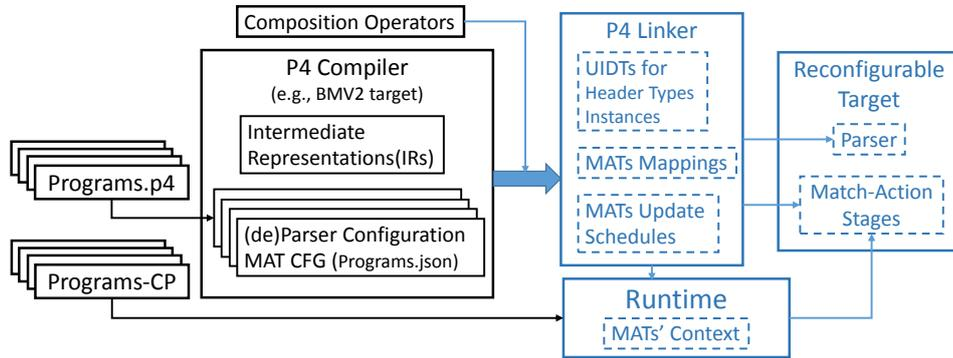 Composition Operators
P4 Compiler
(e.g., BMV2 target)
Intermediate
Representations(IRs)
(de)Parser Configuration
MAT CFG (Programs.json)
Programs.p4
Programs-CP
P4 Linker
UIDTs for
Header Types
Instances
MATs Mappings
MATs Update
Schedules
Reconfigurable
Target
Parser
Match-Action
Stages
Runtime
MATs' Context